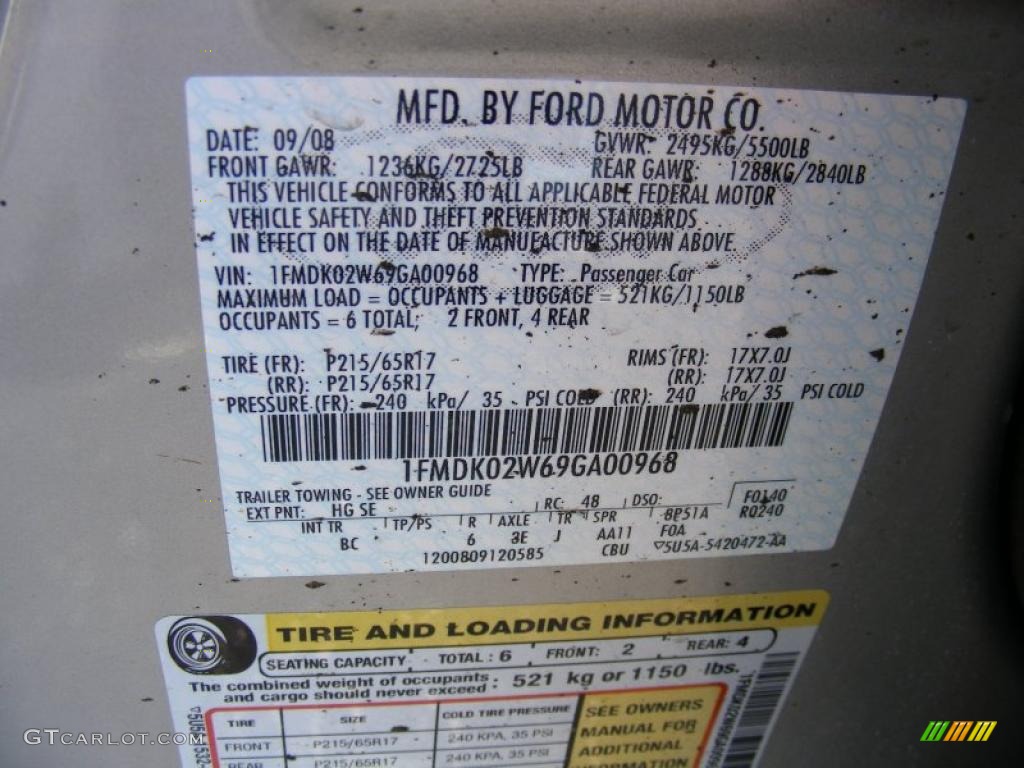 MFD. BY FORD MOTOR CO.
DATE: 09/08 GVWR: 2495KG/5500LB
FRONT GAWR: 1236KG/2725LB REAR GAWR: 1288KG/2840LB
THIS VEHICLE CONFORMS TO ALL APPLICABLE FEDERAL MOTOR
VEHICLE SAFETY AND THEFT PREVENTION STANDARDS
IN EFFECT ON THE DATE OF MANUFACTURE SHOWN ABOVE.
VIN: 1FMDK02W69GA00968 TYPE: Passenger Car
MAXIMUM LOAD = OCCUPANTS + LUGGAGE = 521KG/1150LB
OCCUPANTS = 6 TOTAL; 2 FRONT, 4 REAR
TIRE (FR): P215/65R17 RIMS (FR): 17X7.0J
(RR): P215/65R17 (RR): 17X7.0J
PRESSURE (FR): 240 kPa/ 35 PSI COLD (RR): 240 kPa/ 35 PSI COLD
1FMDK02W69GA00968
TRAILER TOWING - SEE OWNER GUIDE
EXT PNT: HG SE RC: 48 DSO: F0140
R0240
INT TR TP/PS R AXLE TR SPR BP51A
BC 6 3E J AA11 FOA
1200809120585 CBU ▽5U5A-5420472-AA
TIRE AND LOADING INFORMATION
SEATING CAPACITY TOTAL : 6 FRONT: 2 REAR: 4
The combined weight of occupants and cargo should never exceed : 521 kg or 1150 lbs.
TIRE SIZE COLD TIRE PRESSURE SEE OWNERS
FRONT P215/65R17 240 KPA, 35 PSI MANUAL FOR
REAR P215/65R17 240 KPA, 35 PSI ADDITIONAL
INFORMATION
GTCarLot.com